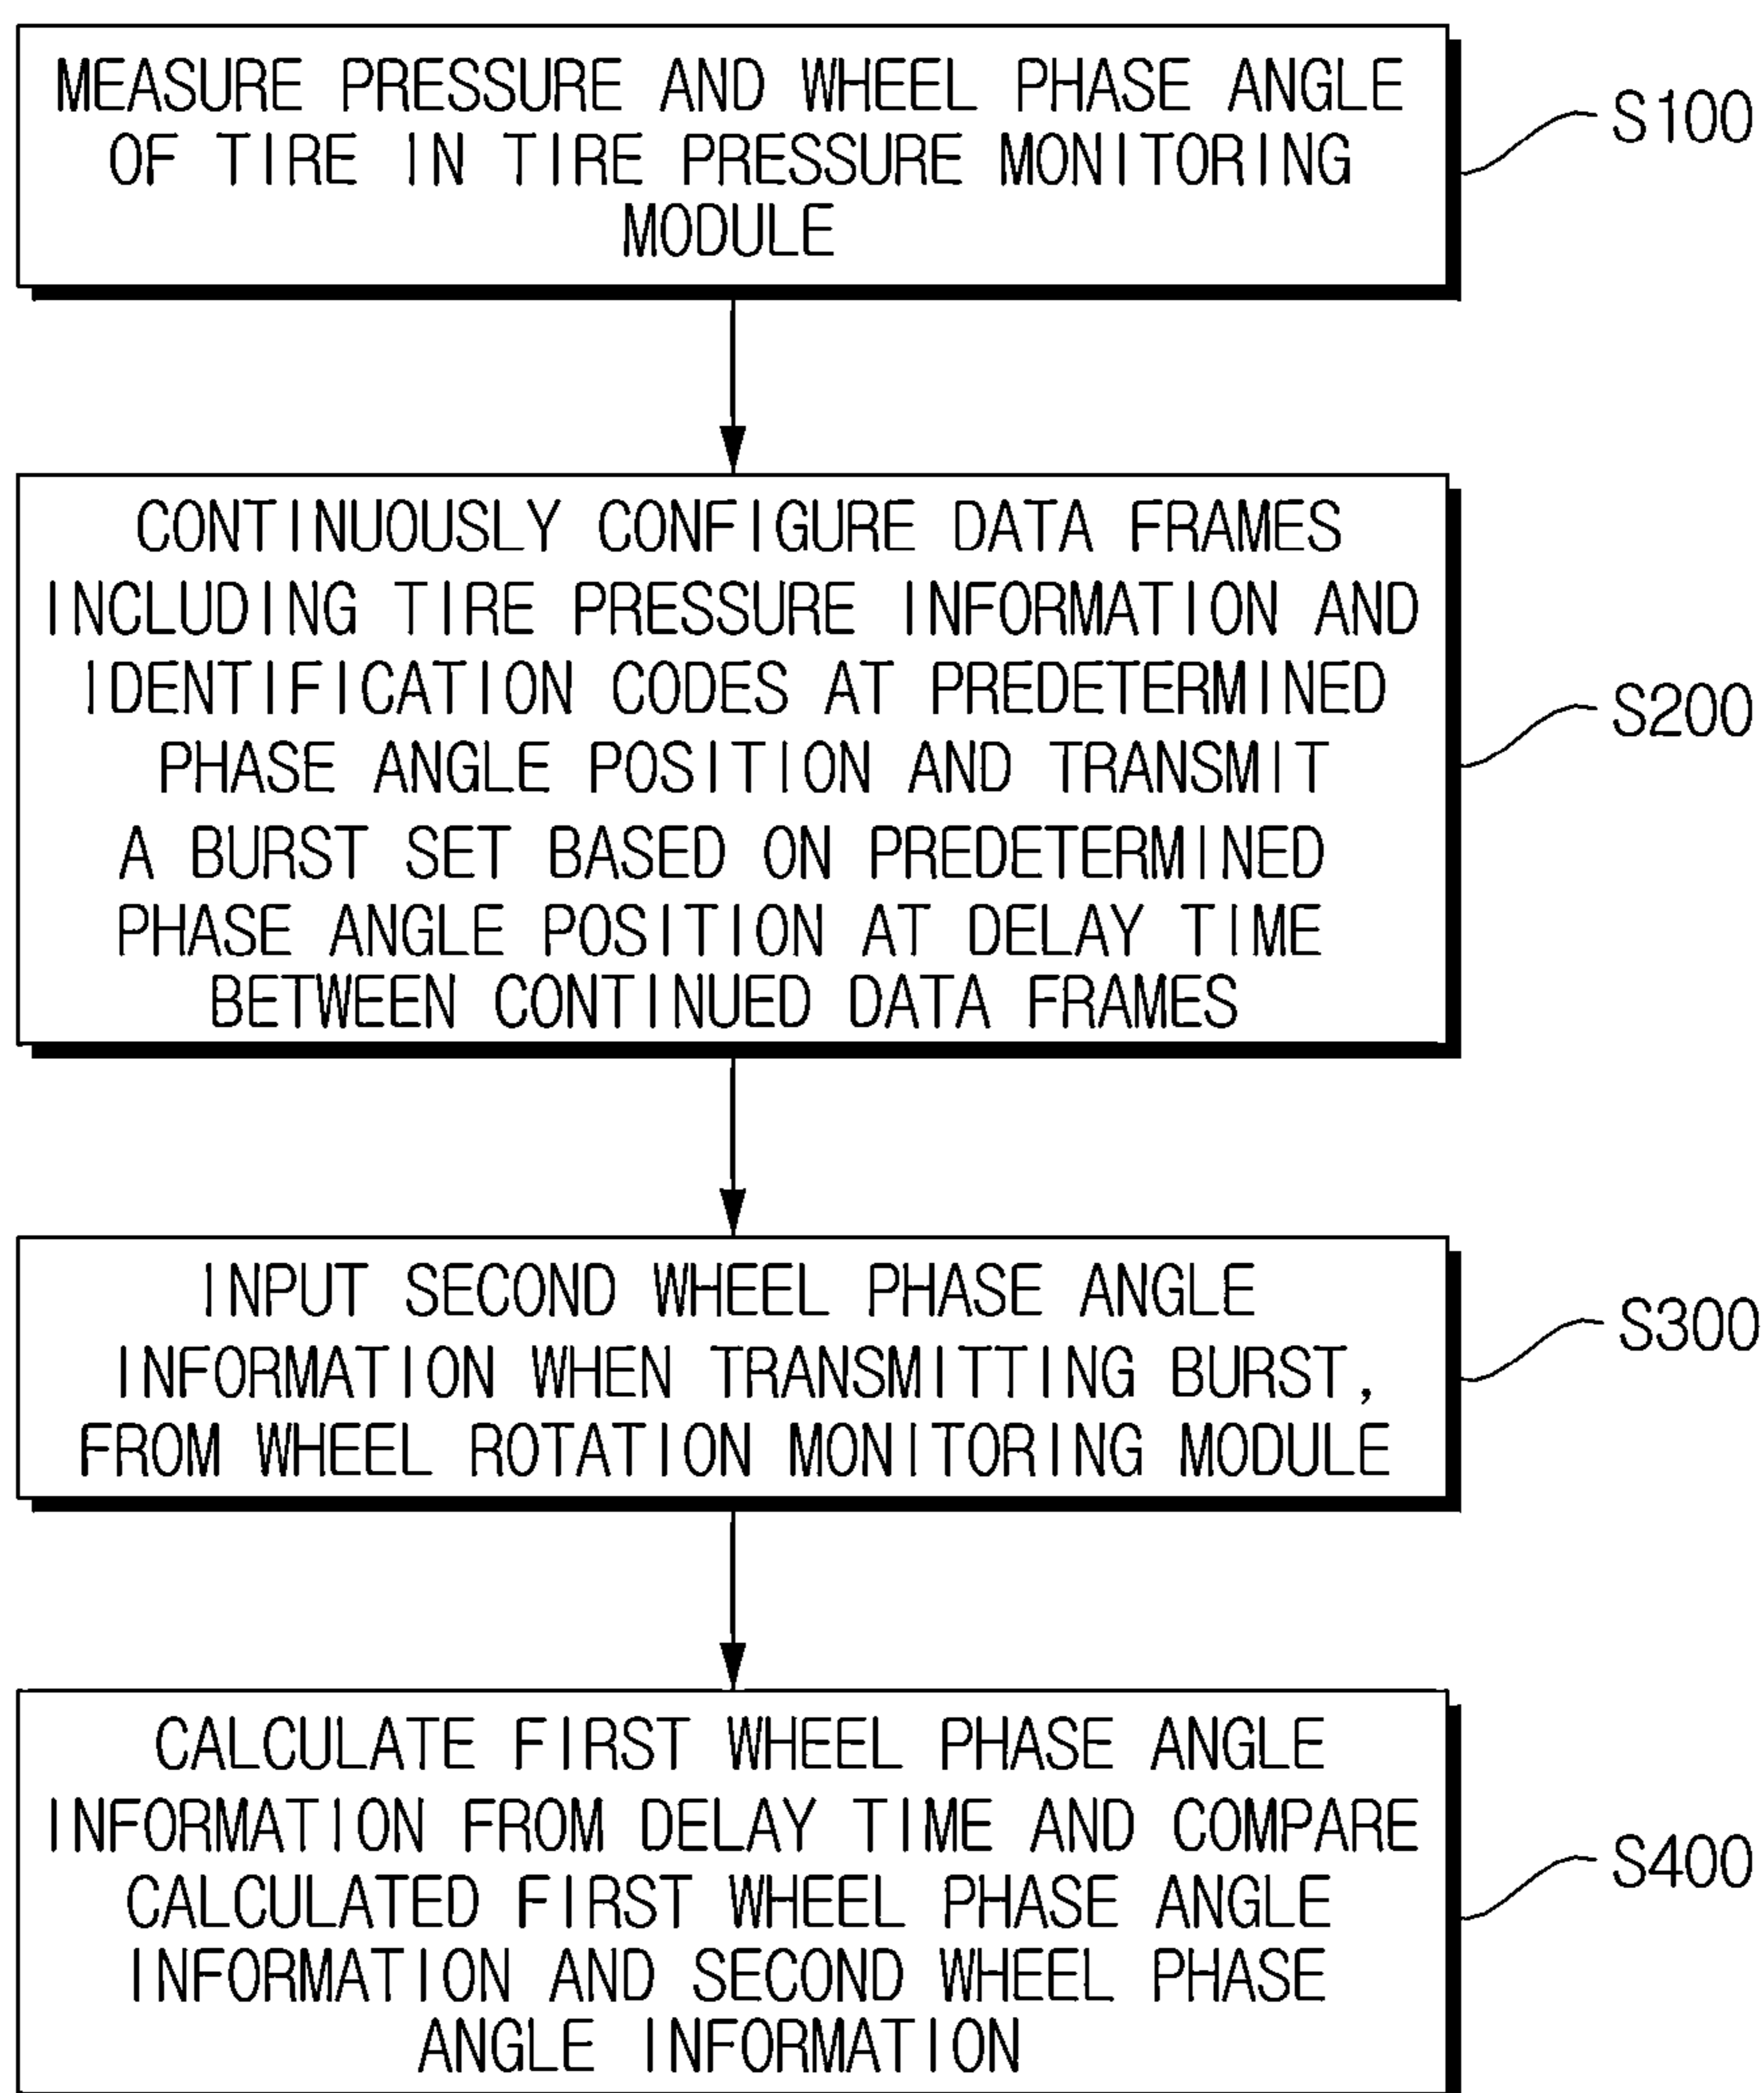 MEASURE PRESSURE AND WHEEL PHASE ANGLE
OF TIRE IN TIRE PRESSURE MONITORING
MODULE
S100
CONTINUOUSLY CONFIGURE DATA FRAMES
INCLUDING TIRE PRESSURE INFORMATION AND
IDENTIFICATION CODES AT PREDETERMINED
PHASE ANGLE POSITION AND TRANSMIT
A BURST SET BASED ON PREDETERMINED
PHASE ANGLE POSITION AT DELAY TIME
BETWEEN CONTINUED DATA FRAMES
S200
INPUT SECOND WHEEL PHASE ANGLE
INFORMATION WHEN TRANSMITTING BURST,
FROM WHEEL ROTATION MONITORING MODULE
S300
CALCULATE FIRST WHEEL PHASE ANGLE
INFORMATION FROM DELAY TIME AND COMPARE
CALCULATED FIRST WHEEL PHASE ANGLE
INFORMATION AND SECOND WHEEL PHASE
ANGLE INFORMATION
S400